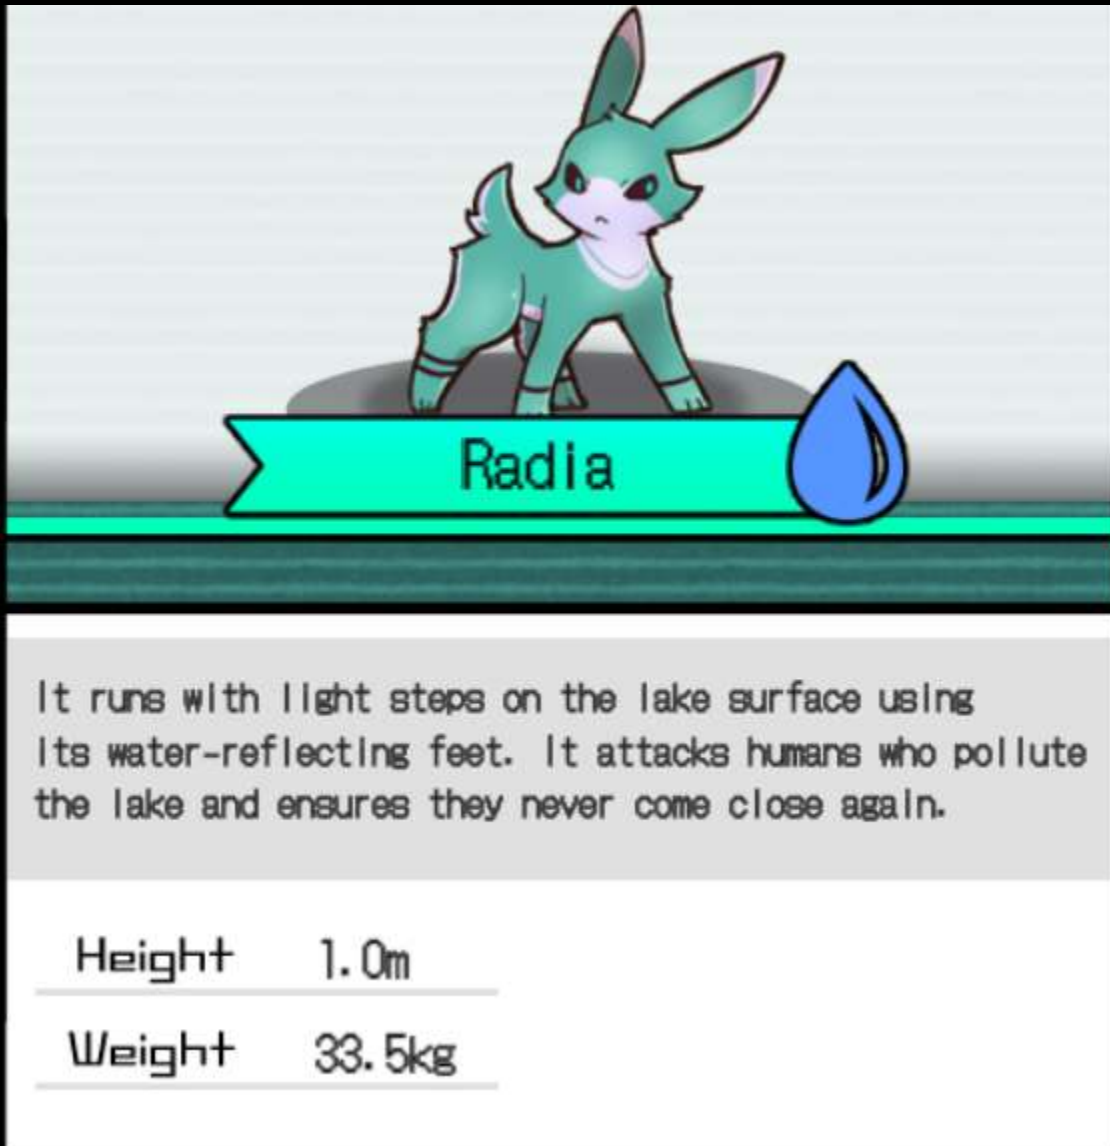 Radia
It runs with light steps on the lake surface using
its water-reflecting feet. It attacks humans who pollute
the lake and ensures they never come close again.
Height 1.0m
Weight 33.5kg